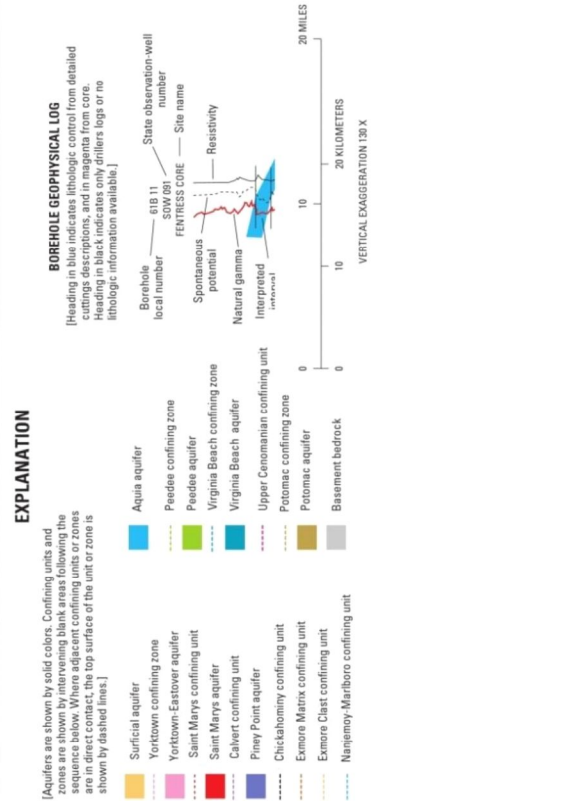 EXPLANATION
[Aquifers are shown by solid colors. Confining units and
zones are shown by intervening blank areas following the
sequence below. Where adjacent confining units or zones
are in direct contact, the top surface of the unit or zone is
shown by dashed lines.]
Surficial aquifer
Yorktown confining zone
Yorktown-Eastover aquifer
Saint Marys confining unit
Saint Marys aquifer
Calvert confining unit
Piney Point aquifer
Chickahominy confining unit
Exmore Matrix confining unit
Exmore Clast confining unit
Nanjemoy-Marlboro confining unit
Aquia aquifer
Peedee confining zone
Peedee aquifer
Virginia Beach confining zone
Virginia Beach aquifer
Upper Cenomanian confining unit
Potomac confining zone
Potomac aquifer
Basement bedrock
BOREHOLE GEOPHYSICAL LOG
[Heading in blue indicates lithologic control from detailed
cuttings descriptions, and in magenta from core.
Heading in black indicates only drillers logs or no
lithologic information available.]
Borehole
local number
61B 11
SOW 091
FENTRESS CORE
State observation-well
number
Site name
Spontaneous
potential
Resistivity
Natural gamma
Interpreted
interval
0 10 20 MILES
0 10 20 KILOMETERS
VERTICAL EXAGGERATION 130 X